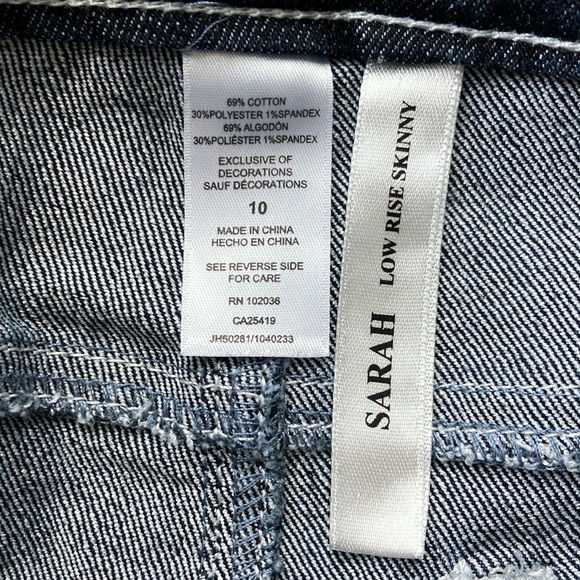 69% COTTON
30%POLYESTER 1%SPANDEX
69% ALGODÓN
30%POLIÉSTER 1%SPANDEX
EXCLUSIVE OF
DECORATIONS
SAUF DÉCORATIONS
10
MADE IN CHINA
HECHO EN CHINA
SEE REVERSE SIDE
FOR CARE
RN 102036
CA25419
JH50281/1040233
SARAH LOW RISE SKINNY